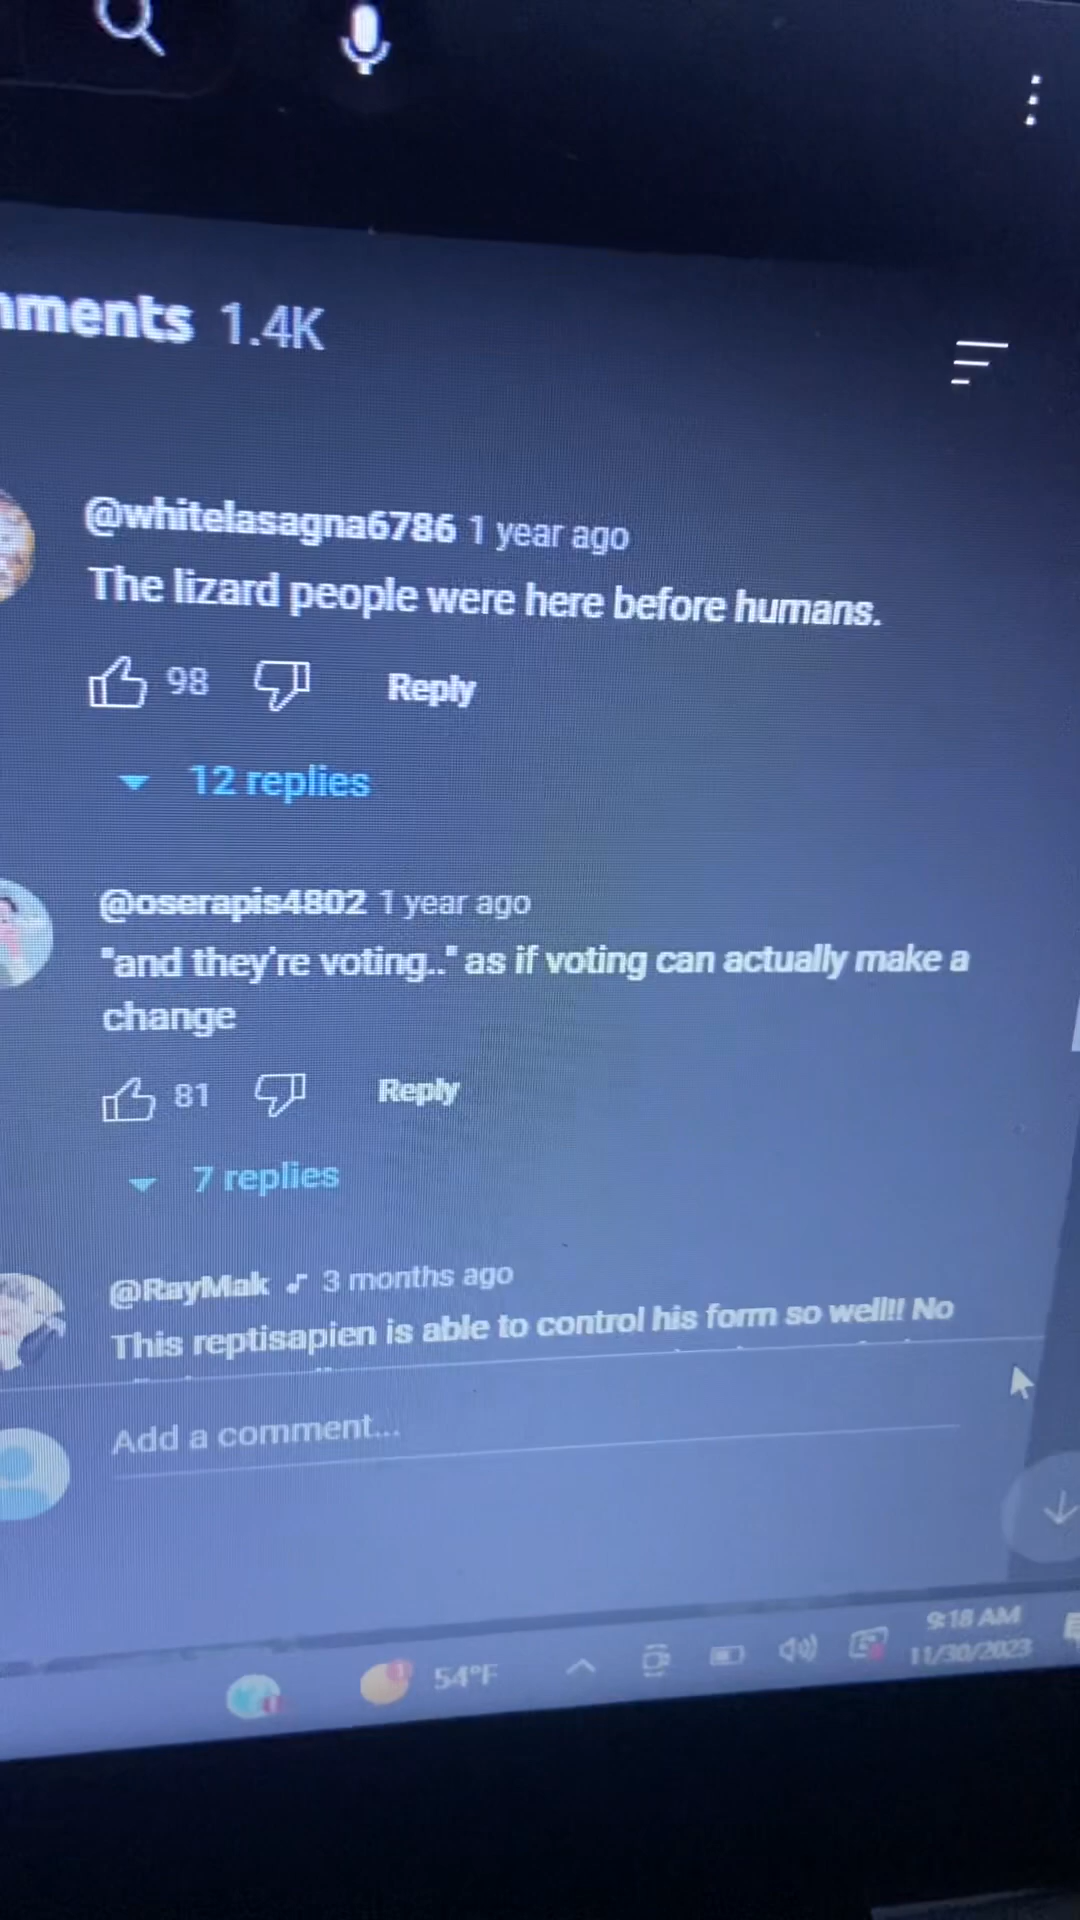 mments 1.4K
@whitelasagna6786 1 year ago
The lizard people were here before humans.
98 Reply
12 replies
@oserapis4802 1 year ago
"and they're voting.." as if voting can actually make a
change
81 Reply
7 replies
@RayMak 3 months ago
This reptisapien is able to control his form so well!! No
Add a comment...
9:18 AM
54°F
11/30/2023